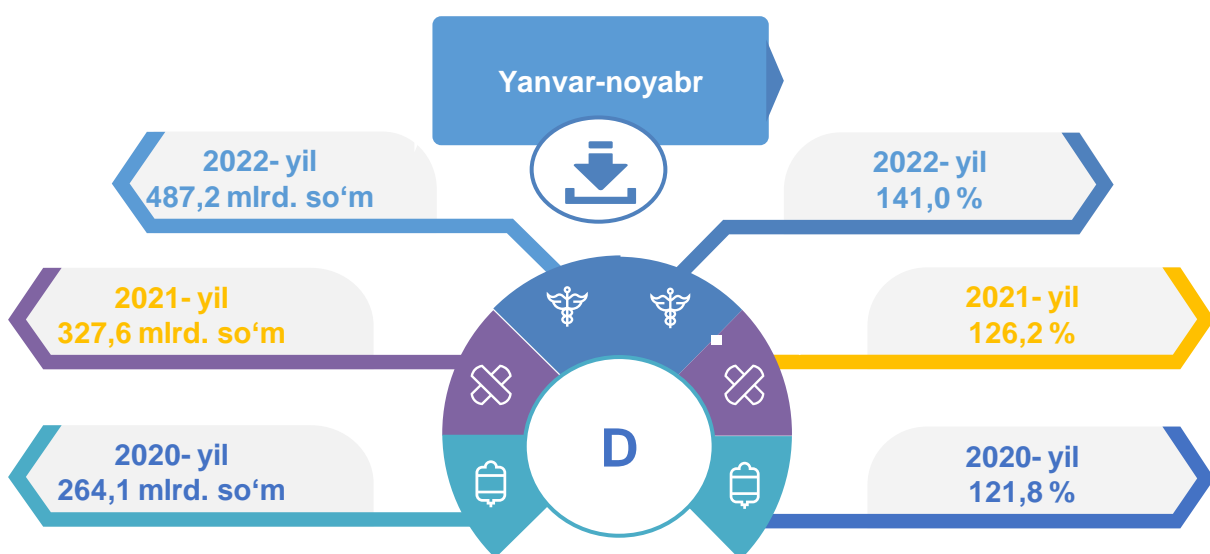 Yanvar-noyabr
2022- yil
487,2 mlrd. so‘m
2022- yil
141,0 %
2021- yil
327,6 mlrd. so‘m
2021- yil
126,2 %
2020- yil
264,1 mlrd. so‘m
2020- yil
121,8 %
D